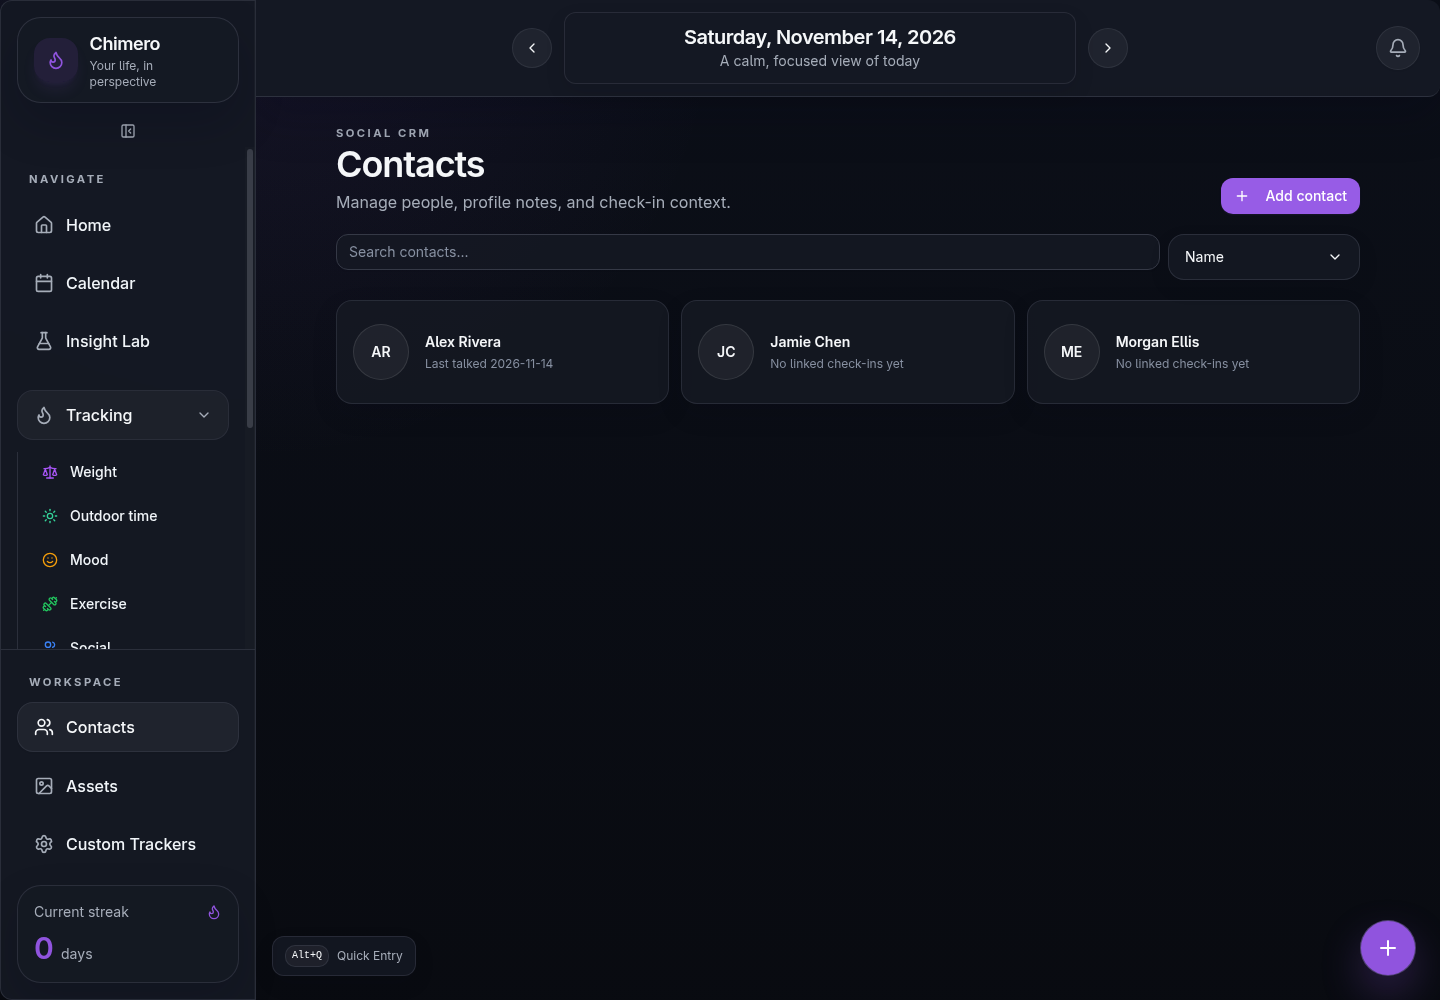 Chimero
Your life, in
perspective
NAVIGATE
Home
Calendar
Insight Lab
Tracking
Weight
Outdoor time
Mood
Exercise
Social
WORKSPACE
Contacts
Assets
Custom Trackers
Current streak
0 days
Saturday, November 14, 2026
A calm, focused view of today
SOCIAL CRM
Contacts
Manage people, profile notes, and check-in context.
Add contact
Search contacts...
Name
AR
Alex Rivera
Last talked 2026-11-14
JC
Jamie Chen
No linked check-ins yet
ME
Morgan Ellis
No linked check-ins yet
Alt+Q Quick Entry